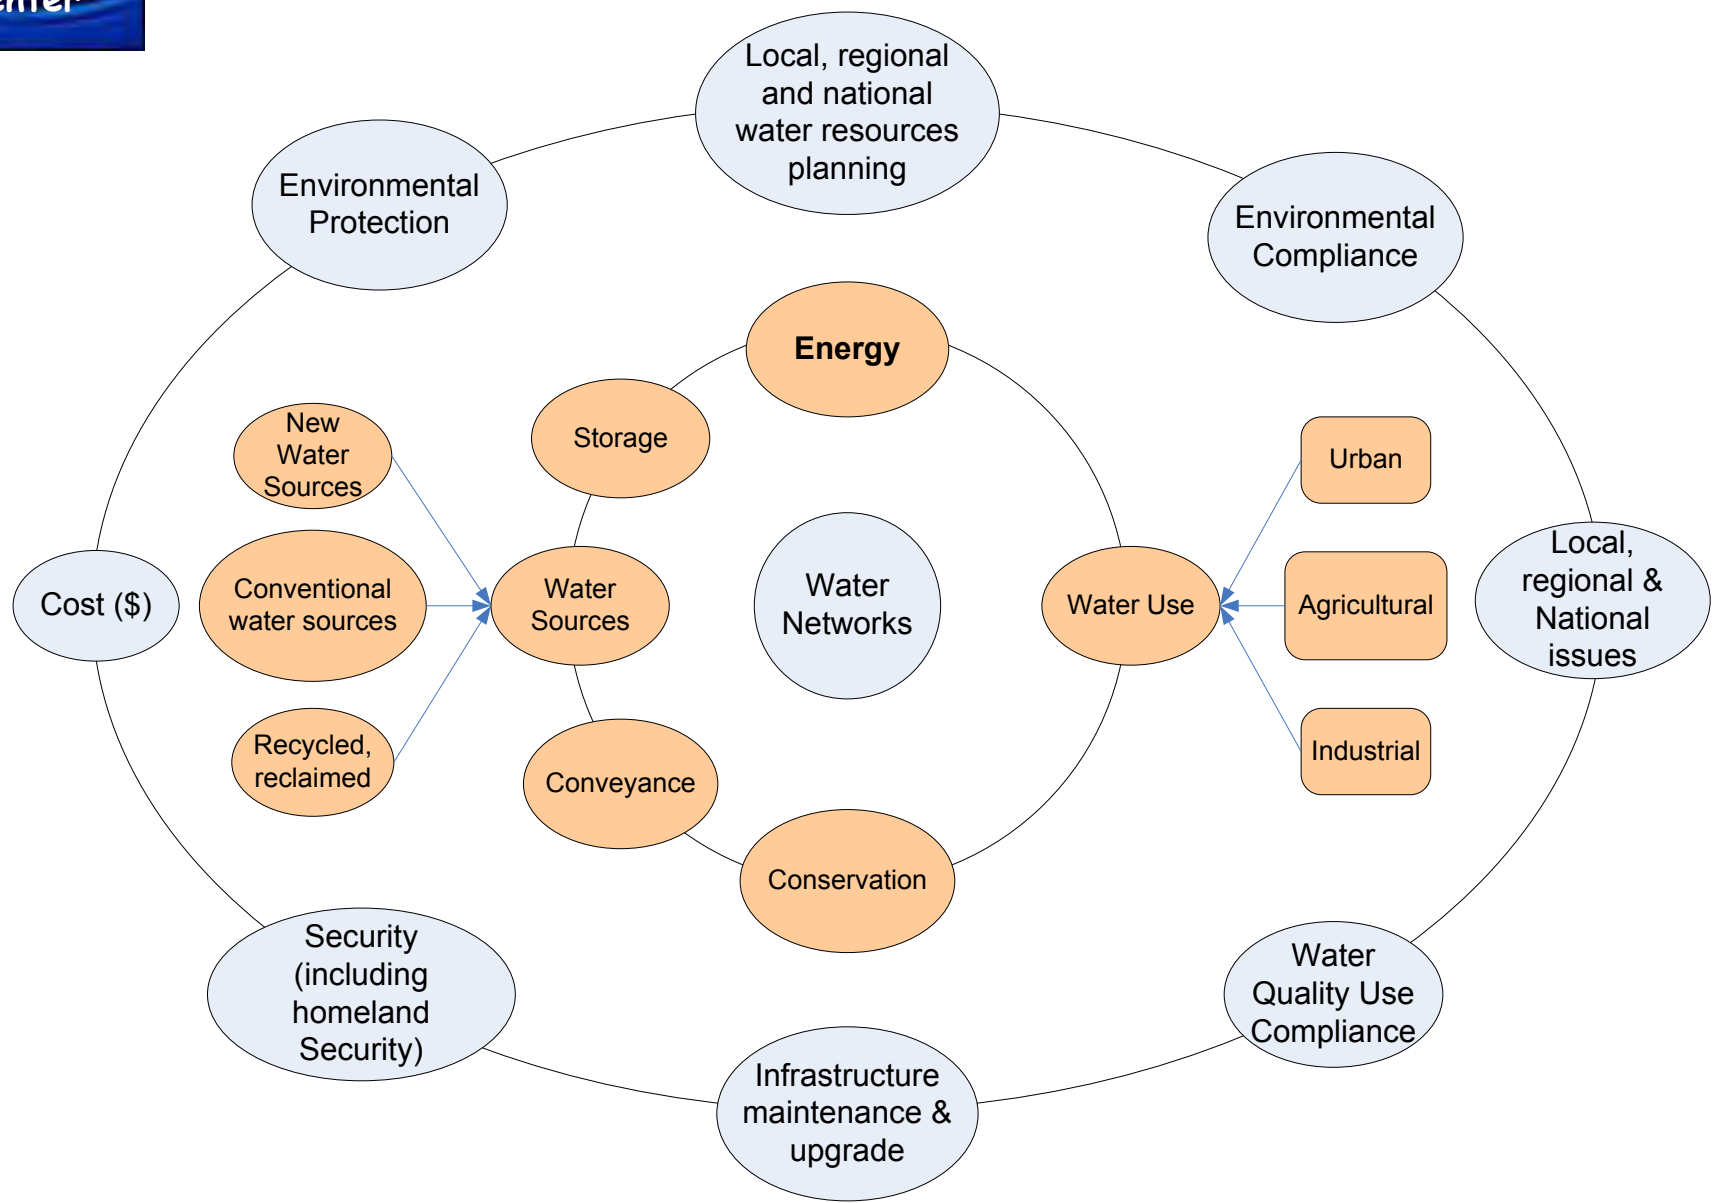 Local, regional
and national
water resources
planning
Environmental
Protection
Environmental
Compliance
Energy
Storage
New
Water
Sources
Urban
Conventional
water sources
Cost ($)
Water
Sources
Water
Networks
Water Use
Agricultural
Local,
regional &
National
issues
Recycled,
reclaimed
Conveyance
Industrial
Conservation
Security
(including
homeland
Security)
Water
Quality Use
Compliance
Infrastructure
maintenance &
upgrade